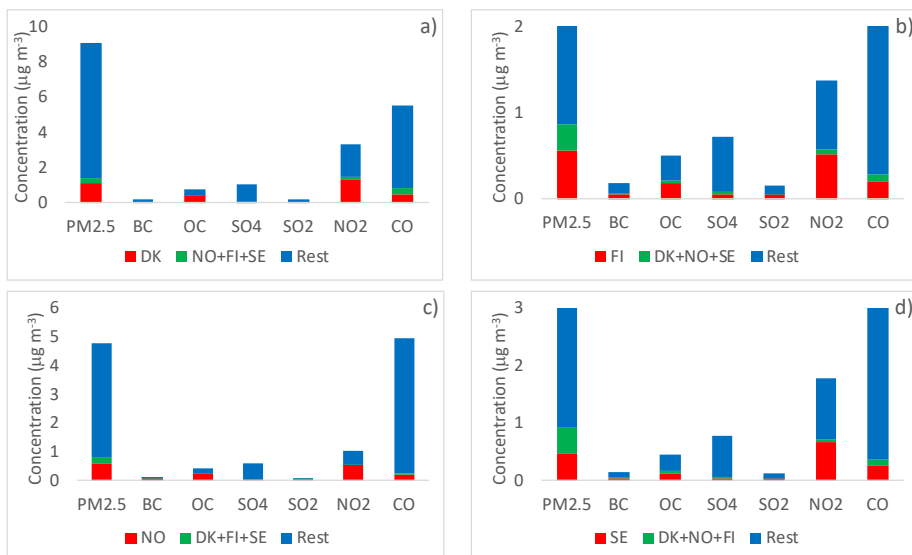 a)
Concentration (µg m-3)
10
8
6
4
2
0
PM2.5 BC OC SO4 SO2 NO2 CO
DK NO+FI+SE Rest
b)
Concentration (µg m-3)
2
1
0
PM2.5 BC OC SO4 SO2 NO2 CO
FI DK+NO+SE Rest
c)
Concentration (µg m-3)
6
5
4
3
2
1
0
PM2.5 BC OC SO4 SO2 NO2 CO
NO DK+FI+SE Rest
d)
Concentration (µg m-3)
3
2
1
0
PM2.5 BC OC SO4 SO2 NO2 CO
SE DK+NO+FI Rest